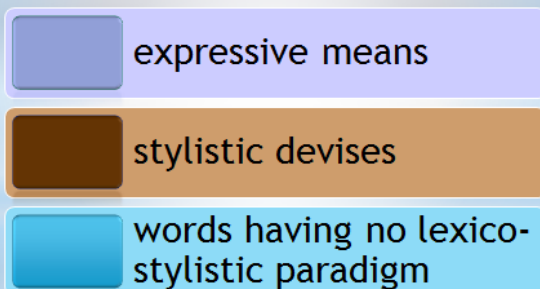 expressive means
stylistic devises
words having no lexico-
stylistic paradigm